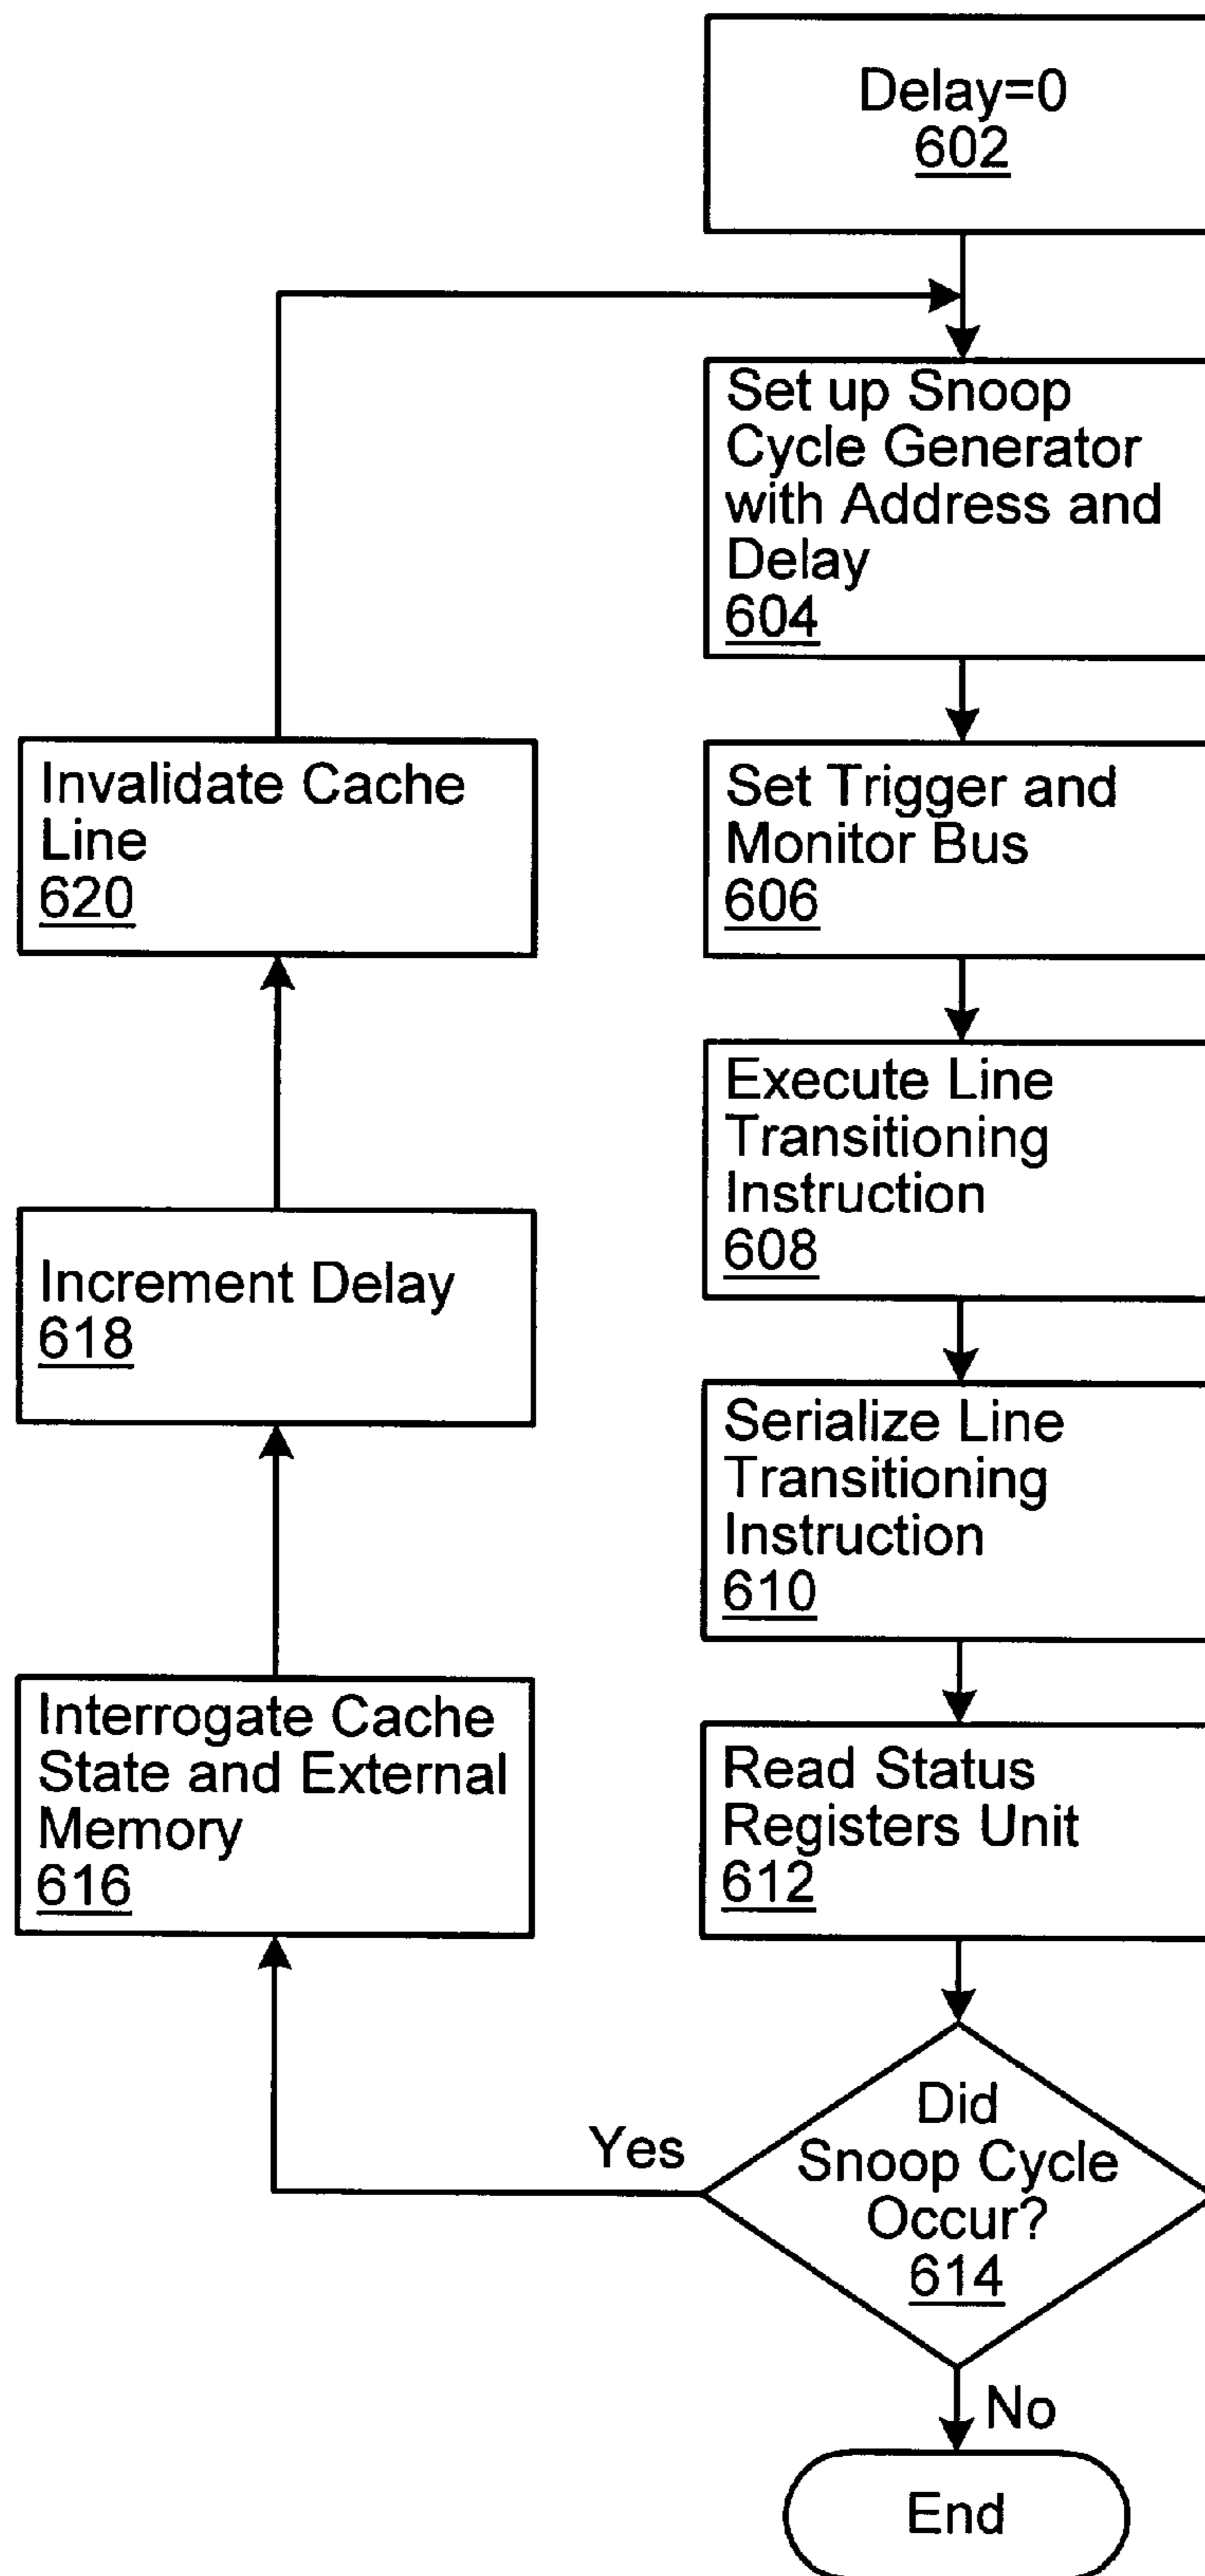 Delay=0
602
Set up Snoop
Cycle Generator
with Address and
Delay
604
Set Trigger and
Monitor Bus
606
Execute Line
Transitioning
Instruction
608
Serialize Line
Transitioning
Instruction
610
Read Status
Registers Unit
612
Did
Snoop Cycle
Occur?
614
Yes
No
End
Interrogate Cache
State and External
Memory
616
Increment Delay
618
Invalidate Cache
Line
620